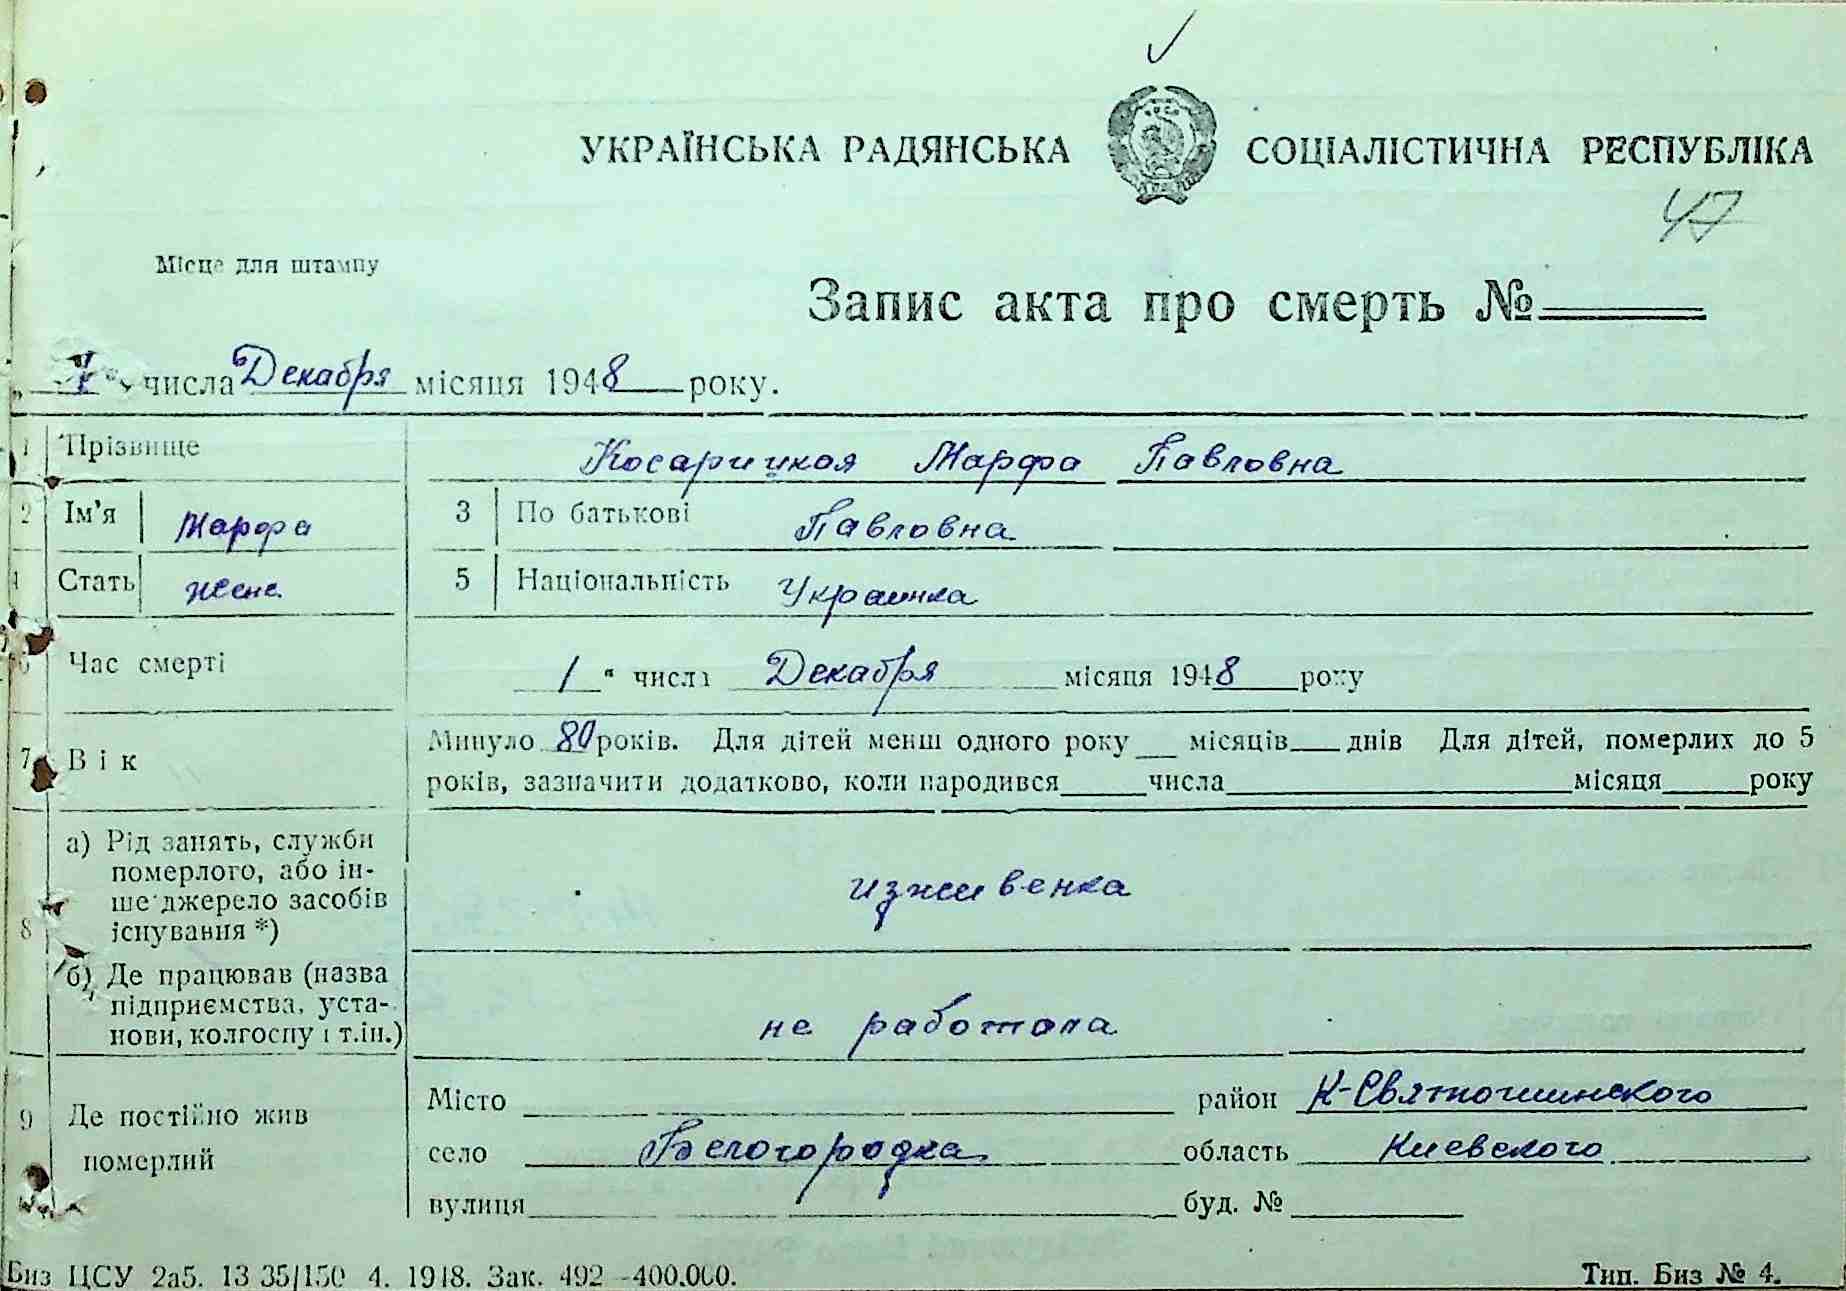 УКРАЇНСЬКА РАДЯНСЬКА СОЦІАЛІСТИЧНА РЕСПУБЛІКА
47
Місце для штампу
Запис акта про смерть №
" " числа Декабря місяця 1948 року.
1 Прізвище Косарицкая Марфа Павловна
2 Ім'я Марфа 3 По батькові Павловна
4 Стать жене 5 Національність Украинка
6 Час смерті 1 " числа Декабря місяця 1948 року
7 Вік Минуло 80 років. Для дітей менш одного року місяців днів Для дітей, померлих до 5
років, зазначити додатково, коли народився числа місяця року
8 а) Рід занять, служби
померлого, або ін-
ше джерело засобів
існування *) изживенка
б) Де працював (назва
підприємства, уста-
нови, колгоспу і т.ін.) не работала
9 Де постійно жив
померлий
Місто район К-Святошинского
село Белогородка область Киевского
вулиця буд. №
Биз ЦСУ 2а5. 13 35/150 4. 1948. Зак. 492 -400.000. Тип. Биз № 4.